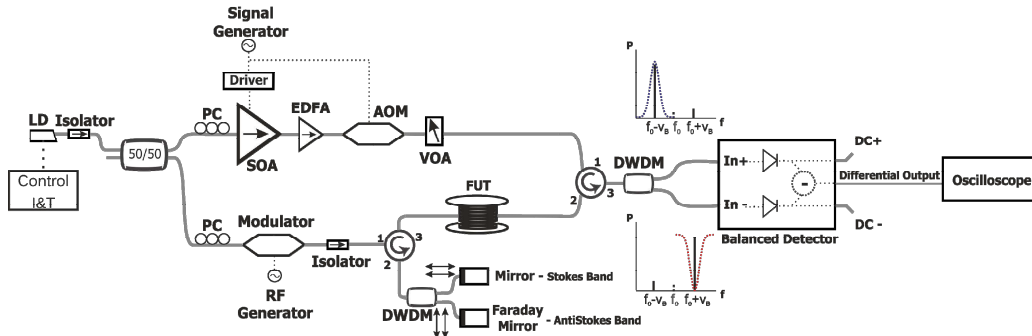 Signal
Generator
Driver
LD
Isolator
PC
EDFA
AOM
SOA
VOA
50/50
Control
I&T
PC
Modulator
Isolator
RF
Generator
FUT
1
2
3
1
3
2
DWDM
DWDM
Mirror - Stokes Band
Faraday
Mirror - AntiStokes Band
P
f₀-νB
f₀
f₀+νB
f
P
f₀-νB
f₀
f₀+νB
f
In+
In -
-
DC+
Differential Output
DC -
Balanced Detector
Oscilloscope